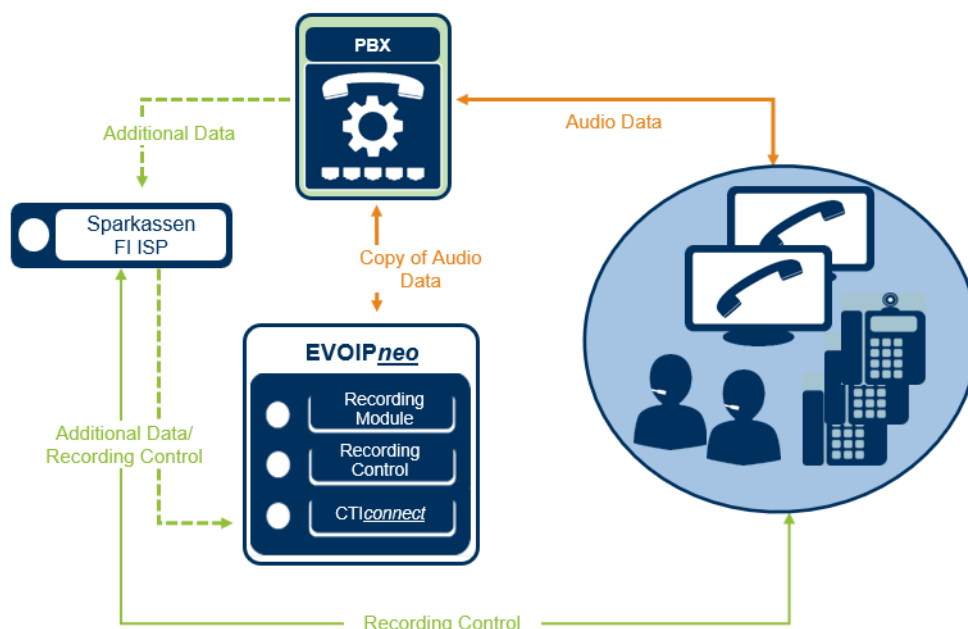 PBX
Audio Data
Additional Data
Sparkassen
FI ISP
Copy of Audio
Data
EVOIPneo
Recording
Module
Additional Data/
Recording Control
Recording
Control
CTIconnect
Recording Control